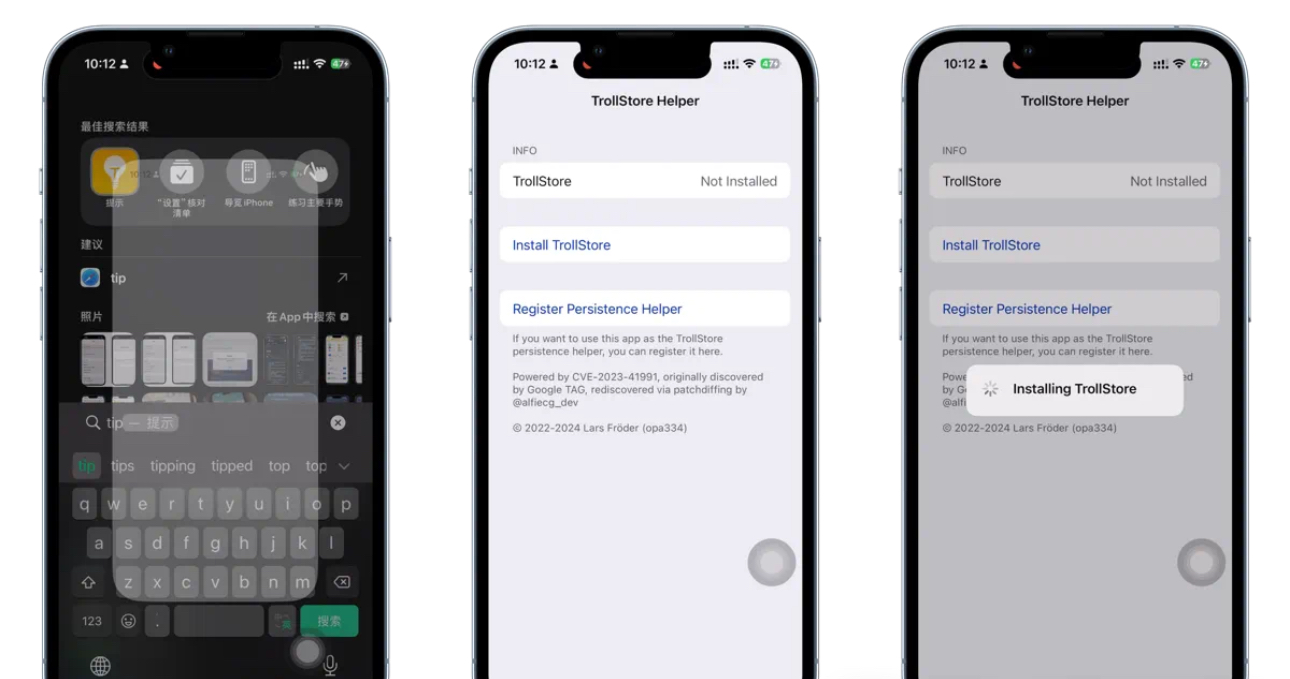 10:12
47
最佳搜索结果
提示
“设置”核对
清单
导览 iPhone
练习主要手势
建议
tip
照片
在 App 中搜索
tip — 提示
tip tips tipping tipped top top
q w e r t y u i o p
a s d f g h j k l
z x c v b n m
123 . 搜索
10:12
47
TrollStore Helper
INFO
TrollStore Not Installed
Install TrollStore
Register Persistence Helper
If you want to use this app as the TrollStore
persistence helper, you can register it here.
Powered by CVE-2023-41991, originally discovered
by Google TAG, rediscovered via patchdiffing by
@alfiecg_dev
© 2022-2024 Lars Fröder (opa334)
10:12
47
TrollStore Helper
INFO
TrollStore Not Installed
Install TrollStore
Register Persistence Helper
If you want to use this app as the TrollStore
persistence helper, you can register it here.
Powe ed
by G
@alfi
Installing TrollStore
© 2022-2024 Lars Fröder (opa334)